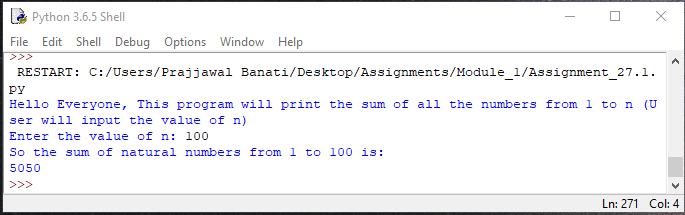 Python 3.6.5 Shell
File Edit Shell Debug Options Window Help
>>>
RESTART: C:/Users/Prajjawal Banati/Desktop/Assignments/Module_1/Assignment_27.1.
py
Hello Everyone, This program will print the sum of all the numbers from 1 to n (U
ser will input the value of n)
Enter the value of n: 100
So the sum of natural numbers from 1 to 100 is:
5050
>>>
Ln: 271 Col: 4